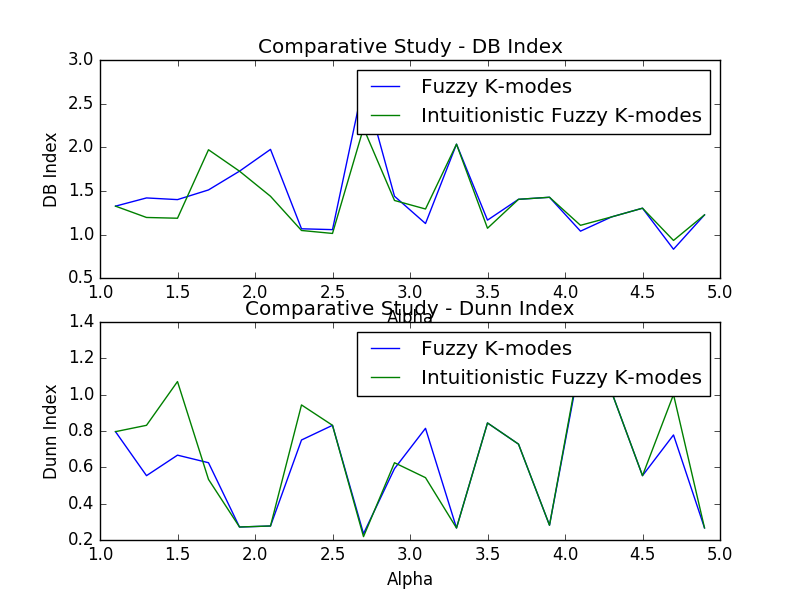 Comparative Study - DB Index
3.0
2.5
2.0
1.5
1.0
0.5
DB Index
Fuzzy K-modes
Intuitionistic Fuzzy K-modes
1.0 1.5 2.0 2.5 3.0 3.5 4.0 4.5 5.0
Alpha
Comparative Study - Dunn Index
1.4
1.2
1.0
0.8
0.6
0.4
0.2
Dunn Index
Fuzzy K-modes
Intuitionistic Fuzzy K-modes
1.0 1.5 2.0 2.5 3.0 3.5 4.0 4.5 5.0
Alpha